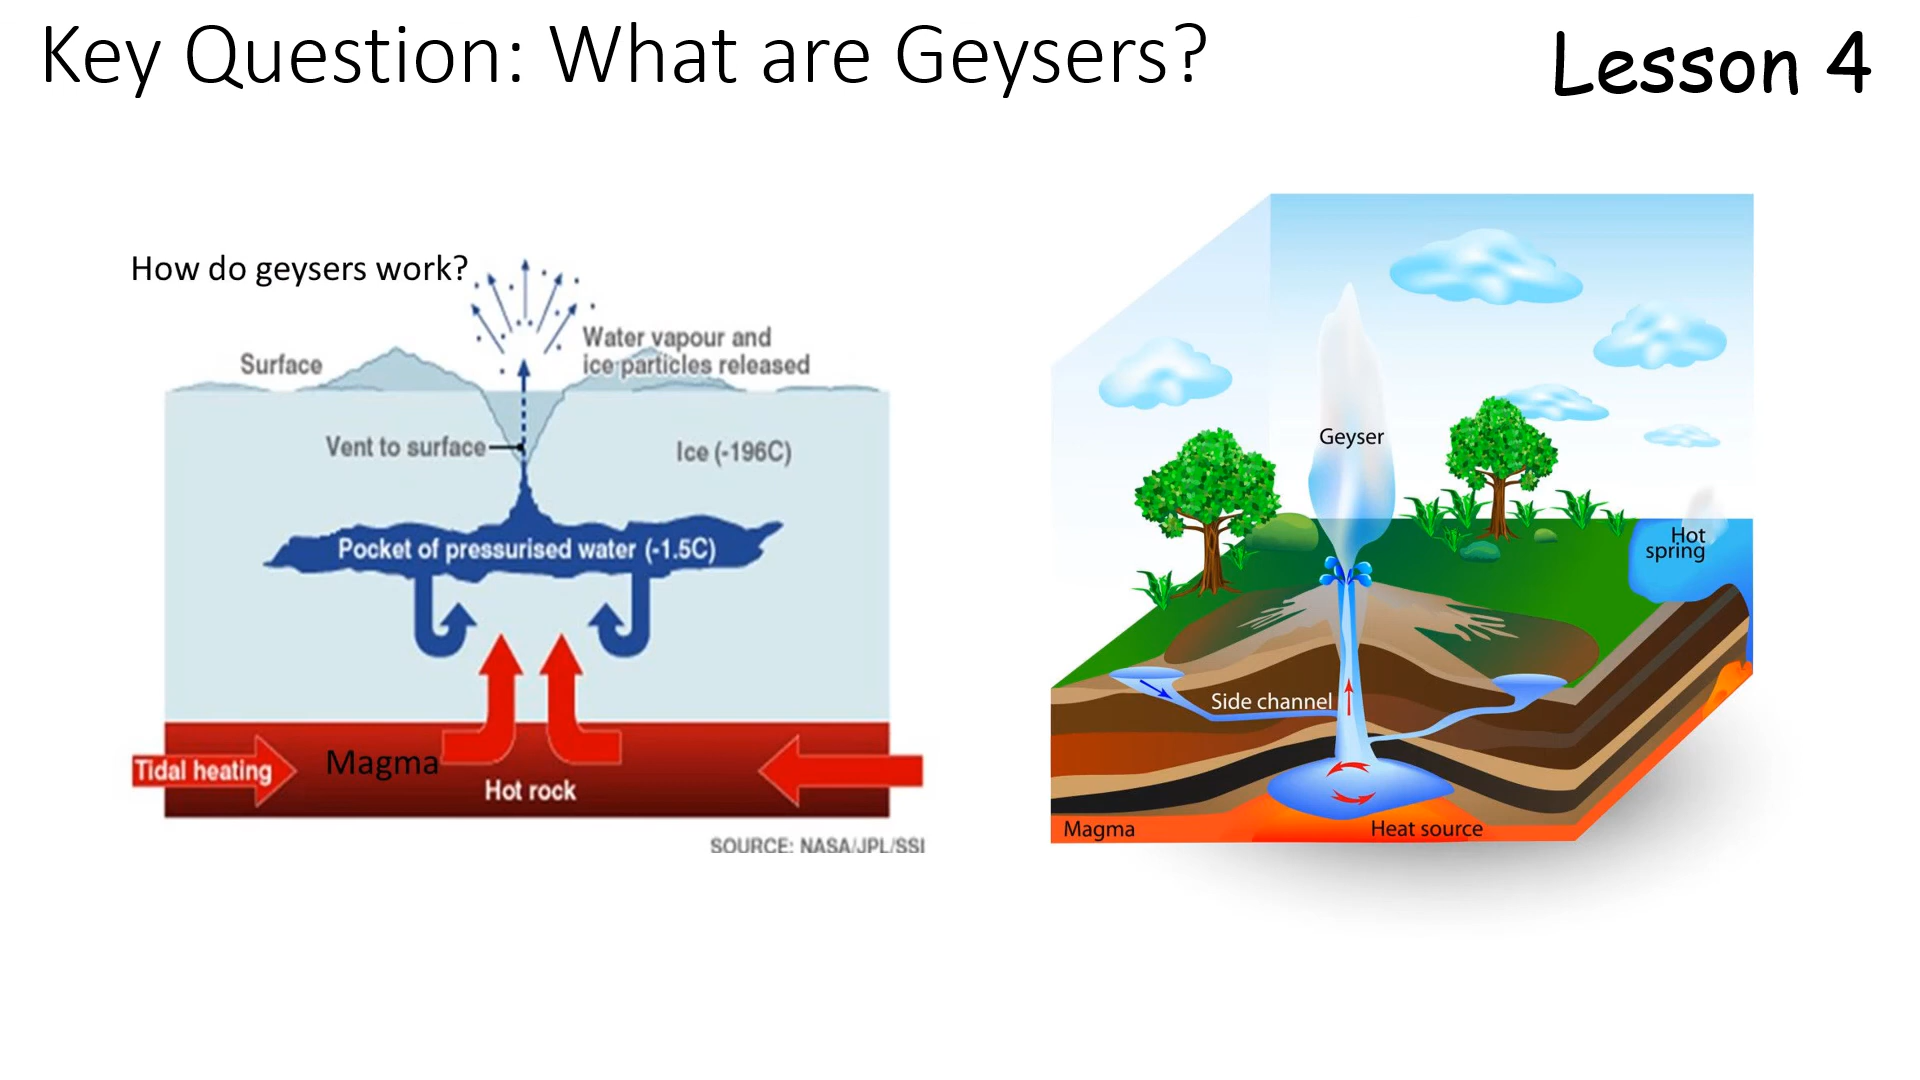 Key Question: What are Geysers?
Lesson 4
How do geysers work?
Water vapour and
ice particles released
Surface
Vent to surface
Ice (-196C)
Pocket of pressurised water (-1.5C)
Tidal heating
Magma
Hot rock
SOURCE: NASA/JPL/SSI
Geyser
Hot
spring
Side channel
Magma
Heat source